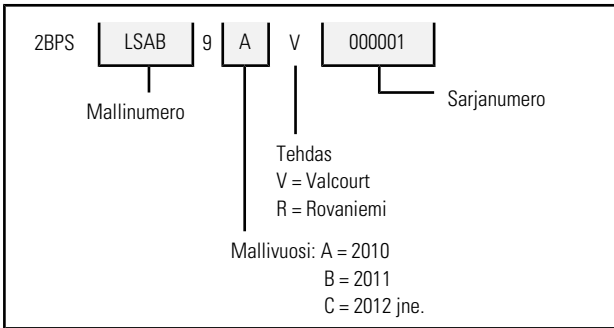 2BPS LSAB 9 A V 000001
Mallinumero
Sarjanumero
Tehdas
V = Valcourt
R = Rovaniemi
Mallivuosi: A = 2010
B = 2011
C = 2012 jne.